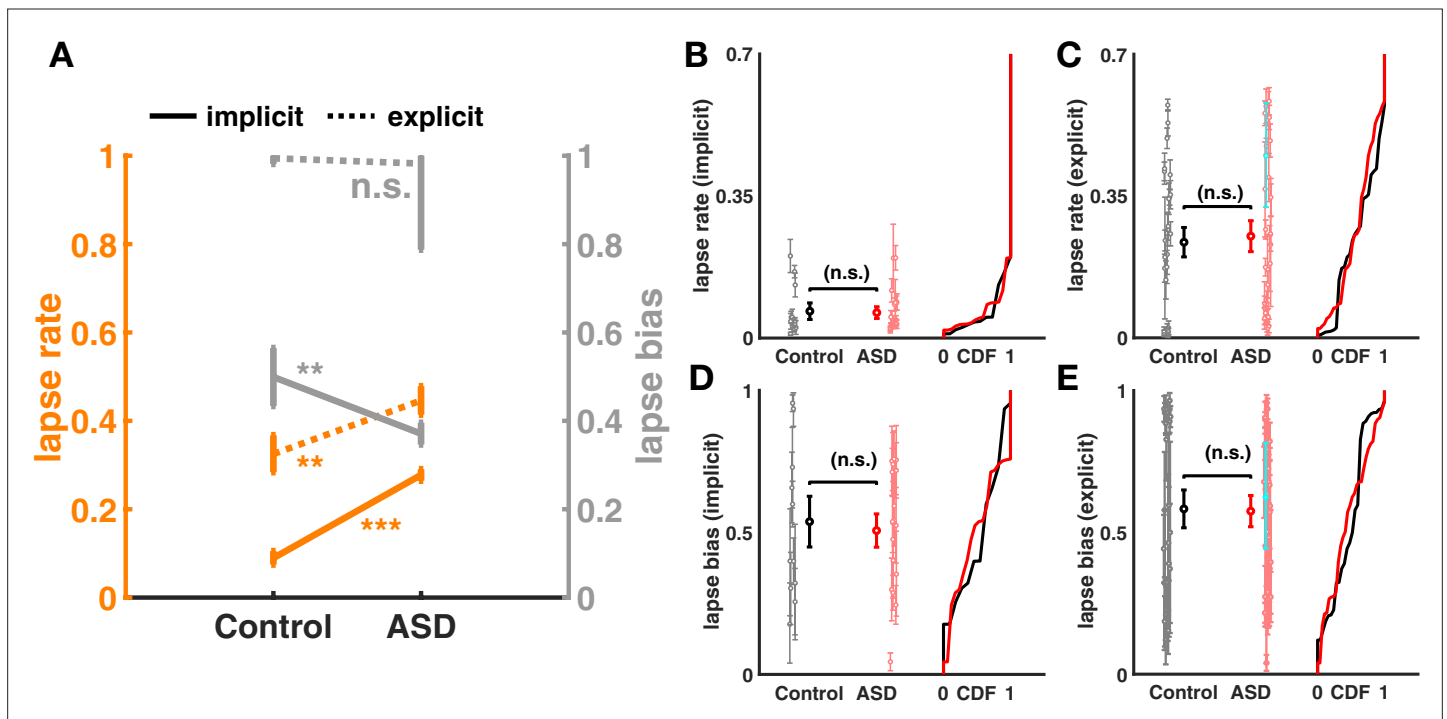 A
implicit explicit
1
0.8
0.6
0.4
0.2
0
lapse rate
n.s.
**
**
***
Control ASD
1
0.8
0.6
0.4
0.2
0
lapse bias
B
0.7
0.35
0
lapse rate (implicit)
(n.s.)
Control ASD 0 CDF 1
C
0.7
0.35
0
lapse rate (explicit)
(n.s.)
Control ASD 0 CDF 1
D
1
0.5
0
lapse bias (implicit)
(n.s.)
Control ASD 0 CDF 1
E
1
0.5
0
lapse bias (explicit)
(n.s.)
Control ASD 0 CDF 1